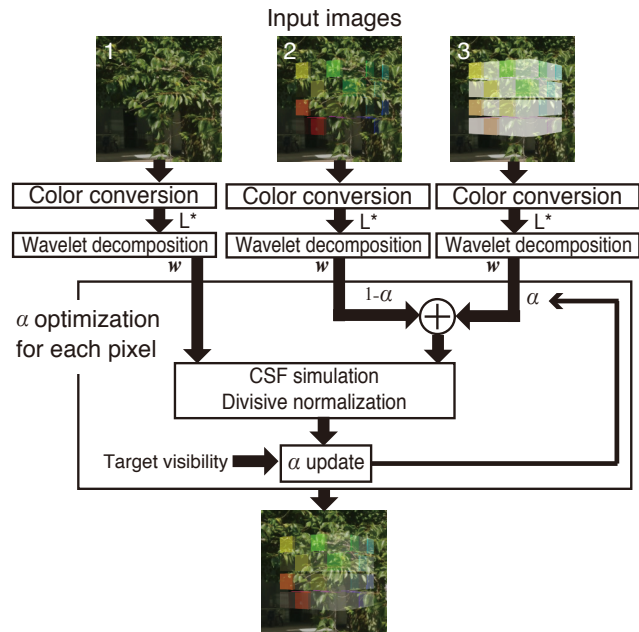 Input images
1
2
3
Color conversion
Color conversion
Color conversion
L*
L*
L*
Wavelet decomposition
Wavelet decomposition
Wavelet decomposition
w
w
w
1-α
α
α optimization
for each pixel
CSF simulation
Divisive normalization
Target visibility
α update